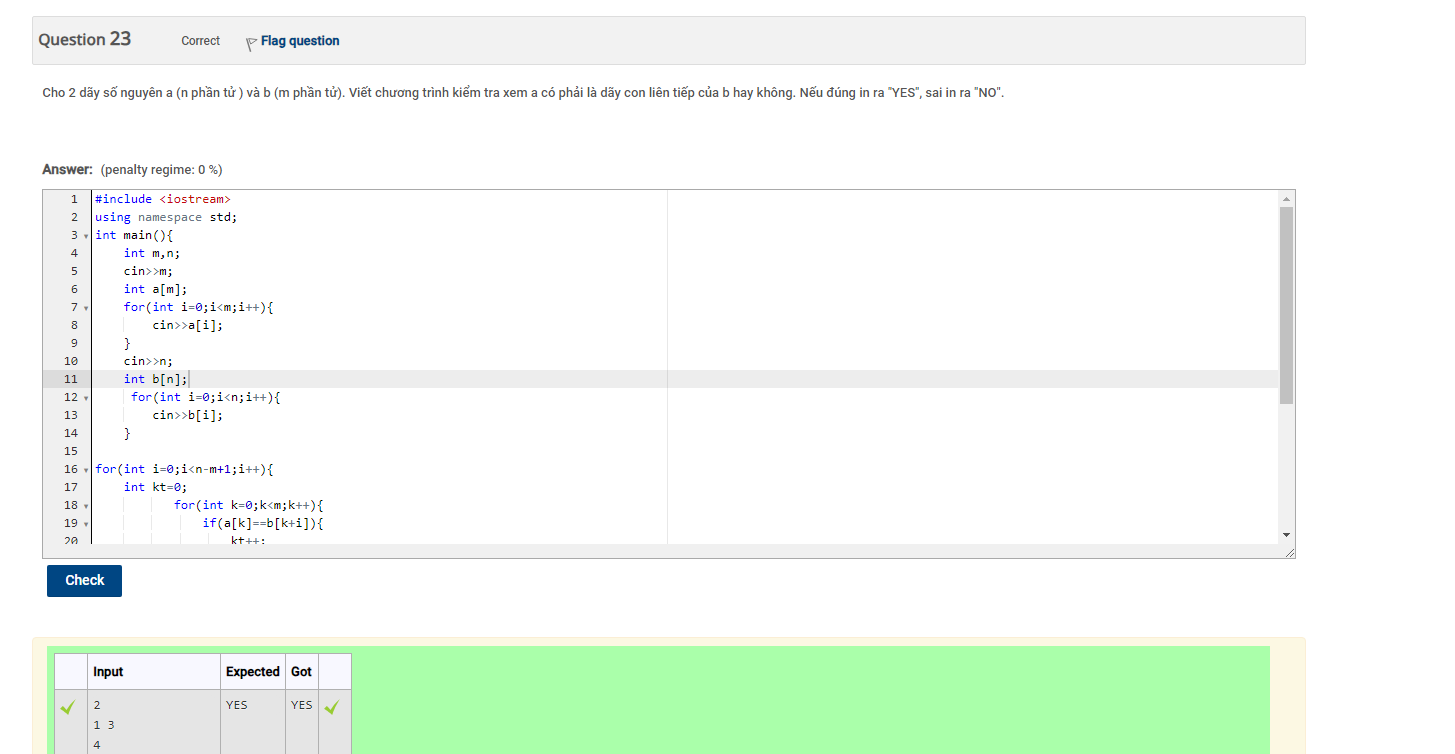 Question 23 Correct Flag question
Cho 2 dãy số nguyên a (n phần tử ) và b (m phần tử). Viết chương trình kiểm tra xem a có phải là dãy con liên tiếp của b hay không. Nếu đúng in ra "YES", sai in ra "NO".
Answer: (penalty regime: 0 %)
1 #include <iostream>
2 using namespace std;
3 int main(){
4 int m,n;
5 cin>>m;
6 int a[m];
7 for(int i=0;i<m;i++){
8 cin>>a[i];
9 }
10 cin>>n;
11 int b[n];
12 for(int i=0;i<n;i++){
13 cin>>b[i];
14 }
15
16 for(int i=0;i<n-m+1;i++){
17 int kt=0;
18 for(int k=0;k<m;k++){
19 if(a[k]==b[k+i]){
20 kt++;
Check
Input Expected Got
2 YES YES
1 3
4